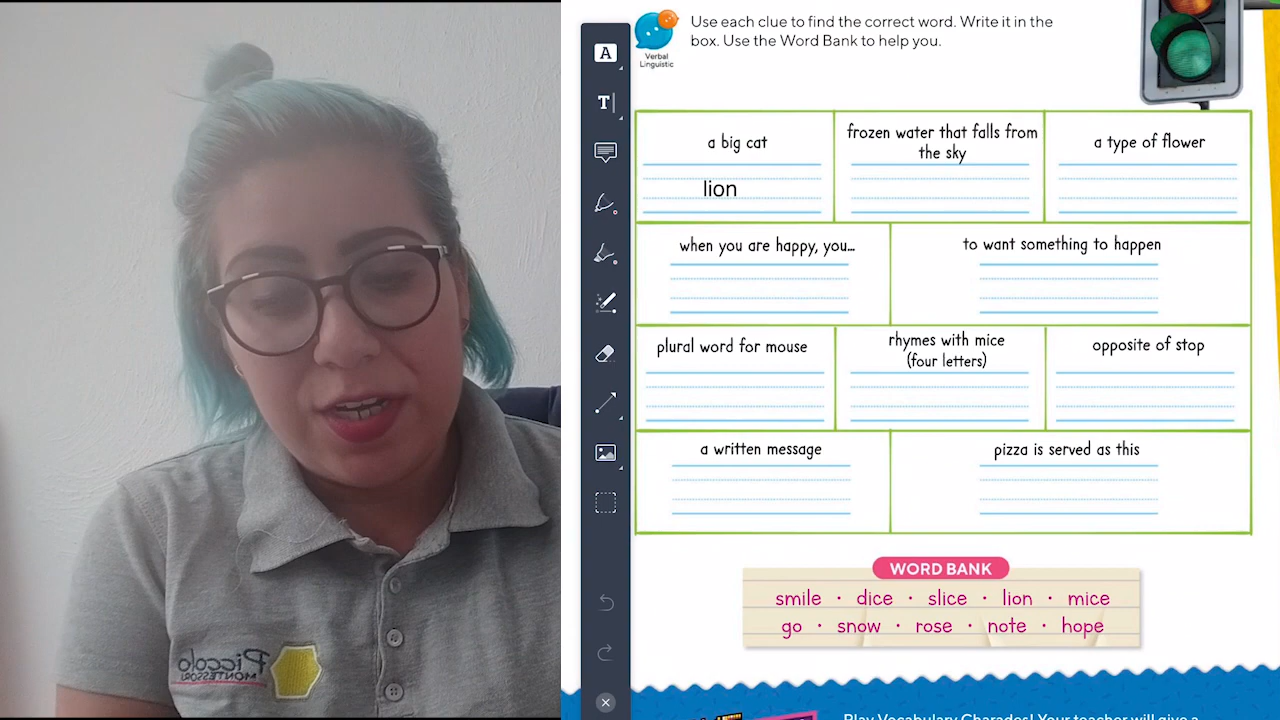 Piccolo
MONTESSORI
Verbal
Linguistic
Use each clue to find the correct word. Write it in the
box. Use the Word Bank to help you.
a big cat
lion
frozen water that falls from
the sky
a type of flower
when you are happy, you...
to want something to happen
plural word for mouse
rhymes with mice
(four letters)
opposite of stop
a written message
pizza is served as this
WORD BANK
smile · dice · slice · lion · mice
go · snow · rose · note · hope
Play Vocabulary Charades! Your teacher will give a